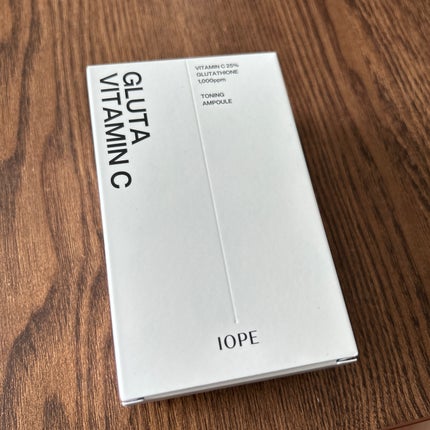 GLUTA
VITAMIN C
VITAMIN C 25%
GLUTATHIONE
1,000ppm
TONING
AMPOULE
IOPE